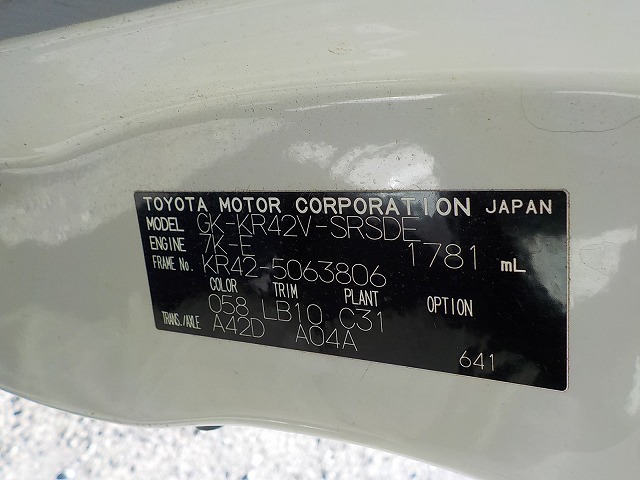 TOYOTA MOTOR CORPORATION JAPAN
MODEL GK-KR42V-SRSDE
ENGINE 7K-E 1781 mL
FRAME No. KR42-5063806
COLOR TRIM PLANT OPTION
058 LB10 C31
TRANS./AXLE A42D A04A
641